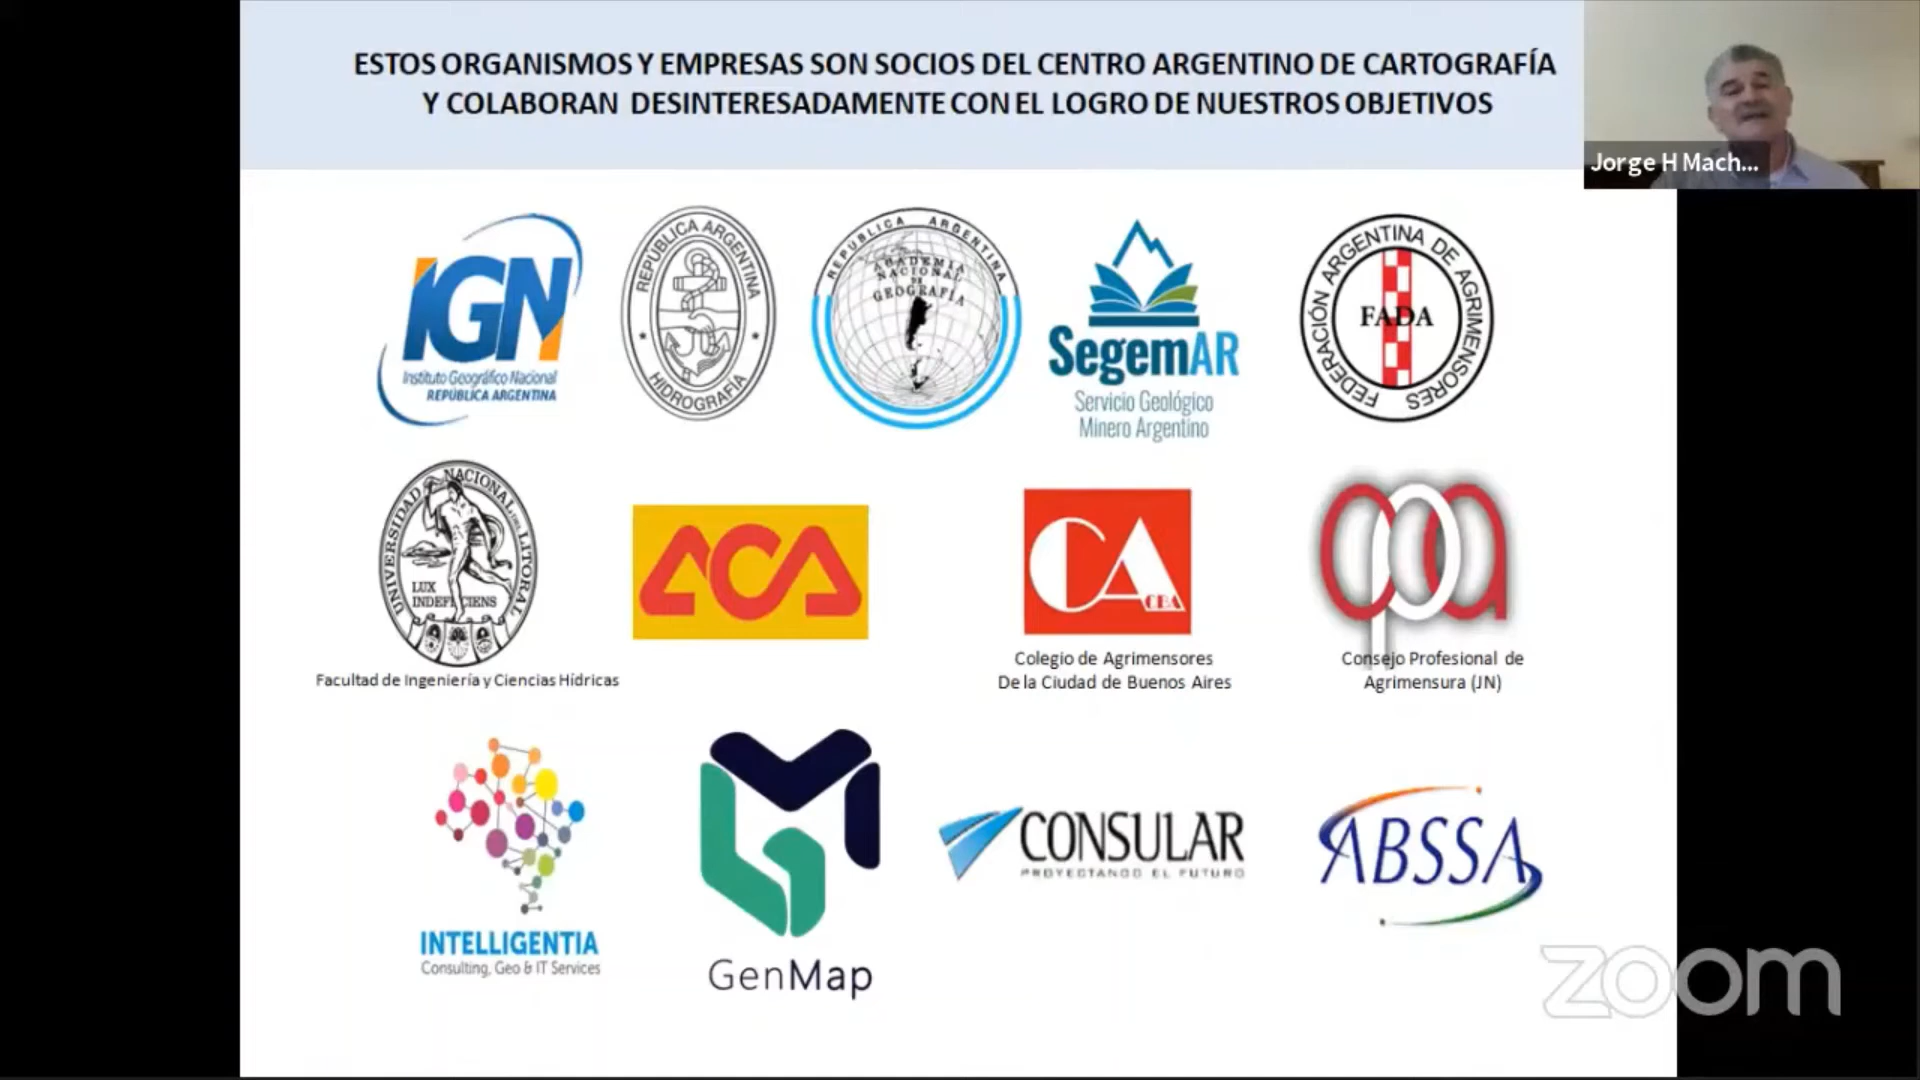 ESTOS ORGANISMOS Y EMPRESAS SON SOCIOS DEL CENTRO ARGENTINO DE CARTOGRAFÍA
Y COLABORAN DESINTERESADAMENTE CON EL LOGRO DE NUESTROS OBJETIVOS
Jorge H Mach...
IGN
Instituto Geográfico Nacional
REPÚBLICA ARGENTINA
REPUBLICA ARGENTINA
HIDROGRAFÍA
REPÚBLICA ARGENTINA
ACADEMIA
NACIONAL
DE
GEOGRAFÍA
SegemAR
Servicio Geológico
Minero Argentino
FEDERACIÓN ARGENTINA DE AGRIMENSORES
FADA
UNIVERSIDAD NACIONAL DEL LITORAL
LUX
INDEFICIENS
Facultad de Ingeniería y Ciencias Hídricas
ACA
CA
CBA
Colegio de Agrimensores
De la Ciudad de Buenos Aires
cpa
Consejo Profesional de
Agrimensura (JN)
INTELLIGENTIA
Consulting, Geo & IT Services
GenMap
CONSULAR
PROYECTANDO EL FUTURO
ABSSA
zoom